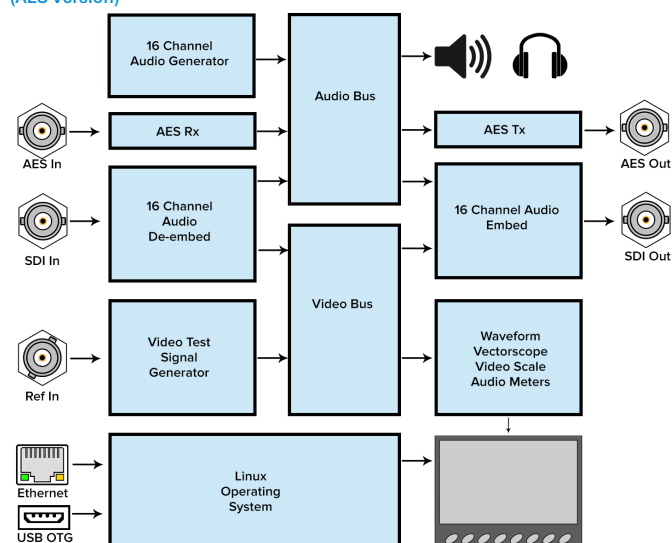 (AES Version)
16 Channel
Audio Generator
Audio Bus
AES In
AES Rx
AES Tx
AES Out
SDI In
16 Channel
Audio
De-embed
16 Channel Audio
Embed
SDI Out
Video Bus
Ref In
Video Test
Signal
Generator
Waveform
Vectorscope
Video Scale
Audio Meters
Ethernet
USB OTG
Linux
Operating
System